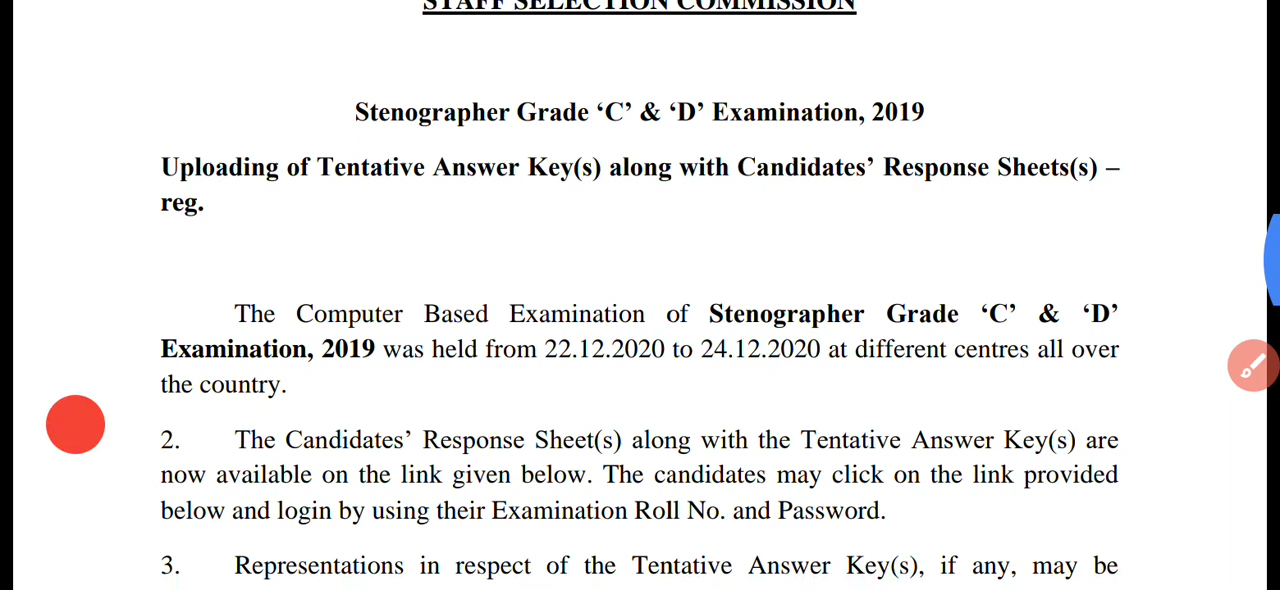 STAFF SELECTION COMMISSION
Stenographer Grade ‘C’ & ‘D’ Examination, 2019
Uploading of Tentative Answer Key(s) along with Candidates’ Response Sheets(s) –
reg.
The Computer Based Examination of Stenographer Grade ‘C’ & ‘D’
Examination, 2019 was held from 22.12.2020 to 24.12.2020 at different centres all over
the country.
2. The Candidates’ Response Sheet(s) along with the Tentative Answer Key(s) are
now available on the link given below. The candidates may click on the link provided
below and login by using their Examination Roll No. and Password.
3. Representations in respect of the Tentative Answer Key(s), if any, may be